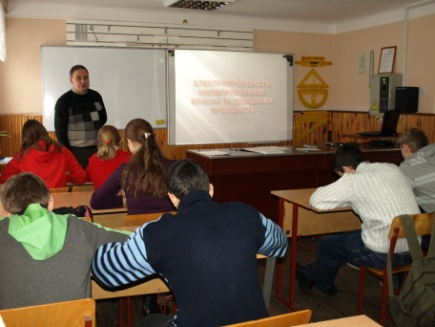 ЕЛЕКТРОПРОВІДНІСТЬ
НАПІВПРОВІДНИКІВ.
ВЛАСНА ТА ДОМІШКОВА
ПРОВІДНІСТЬ.